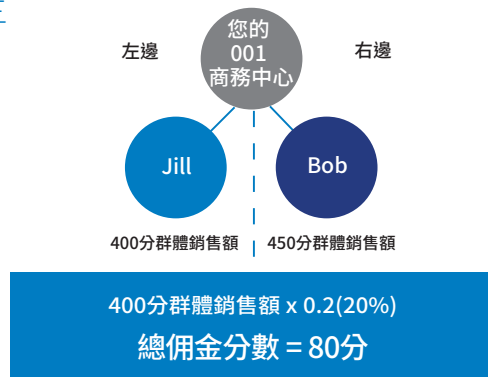 您的
001
商務中心
左邊
右邊
Jill
Bob
400分群體銷售額
450分群體銷售額
400分群體銷售額 x 0.2(20%)
總佣金分數 = 80分